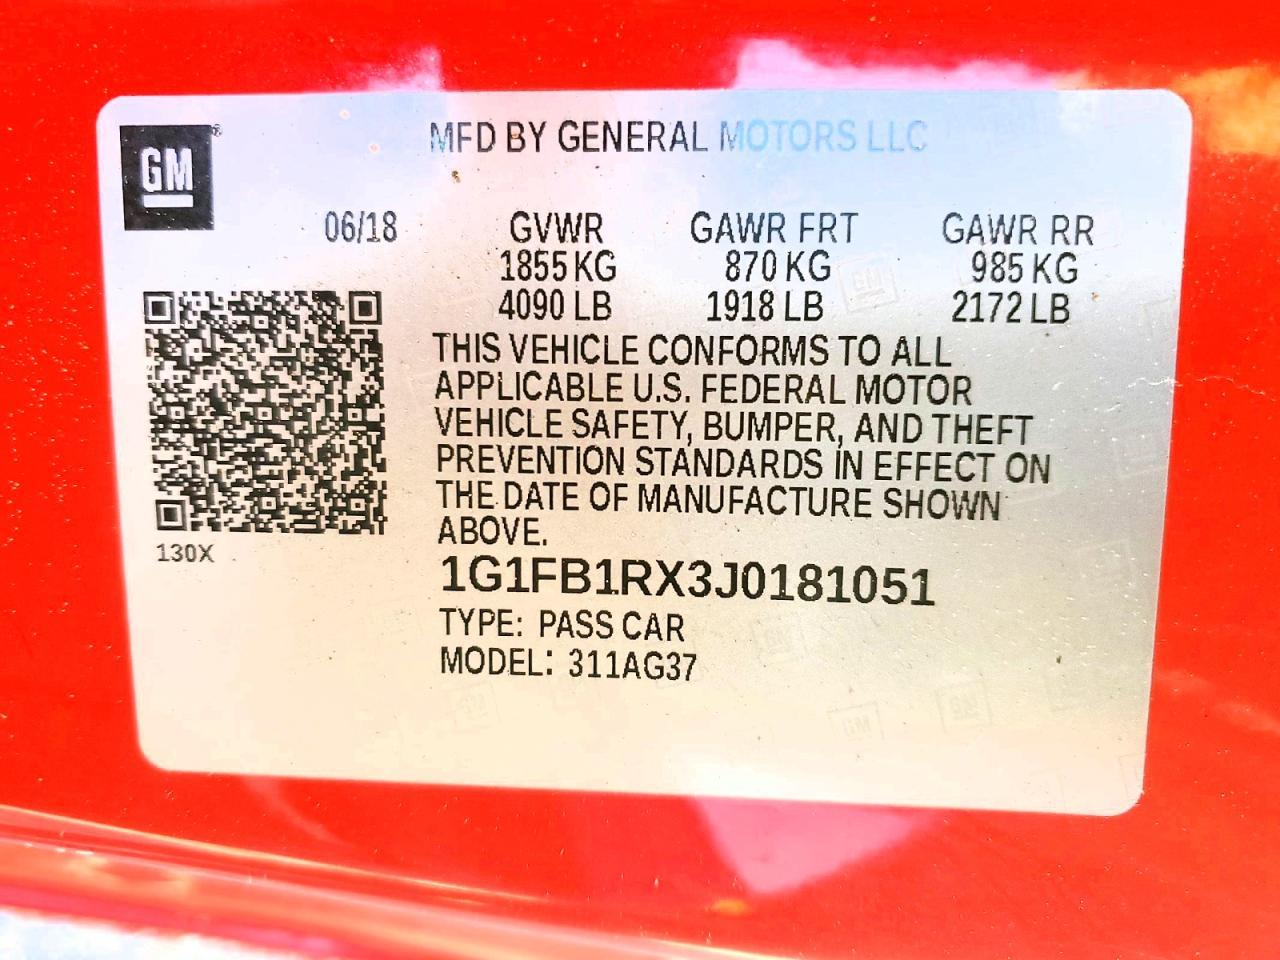 GM®
MFD BY GENERAL MOTORS LLC
06/18 GVWR GAWR FRT GAWR RR
1855 KG 870 KG 985 KG
4090 LB 1918 LB 2172 LB
THIS VEHICLE CONFORMS TO ALL
APPLICABLE U.S. FEDERAL MOTOR
VEHICLE SAFETY, BUMPER, AND THEFT
PREVENTION STANDARDS IN EFFECT ON
THE DATE OF MANUFACTURE SHOWN
ABOVE.
130X
1G1FB1RX3J0181051
TYPE: PASS CAR
MODEL: 311AG37